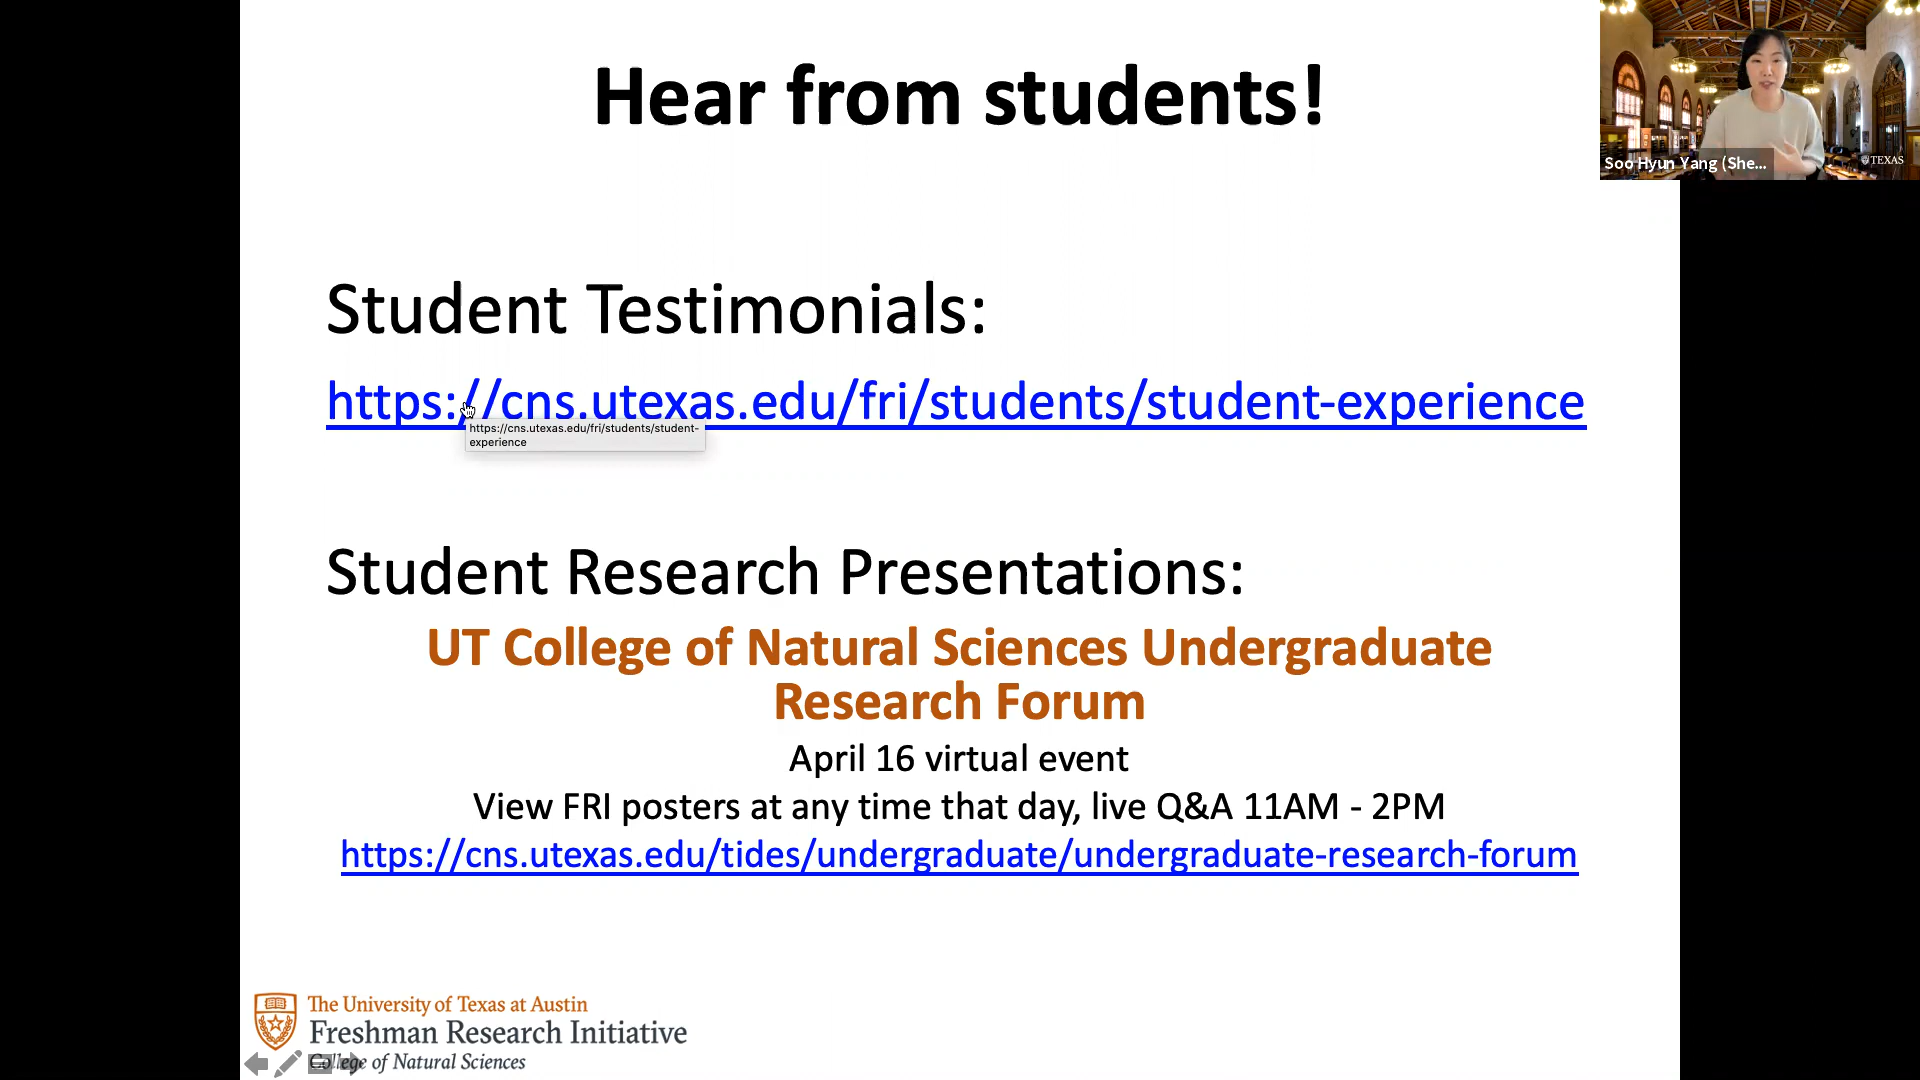 Hear from students!
Soo Hyun Yang (She...
TEXAS
Student Testimonials:
https://cns.utexas.edu/fri/students/student-experience
https://cns.utexas.edu/fri/students/student-
experience
Student Research Presentations:
UT College of Natural Sciences Undergraduate
Research Forum
April 16 virtual event
View FRI posters at any time that day, live Q&A 11AM - 2PM
https://cns.utexas.edu/tides/undergraduate/undergraduate-research-forum
The University of Texas at Austin
Freshman Research Initiative
College of Natural Sciences